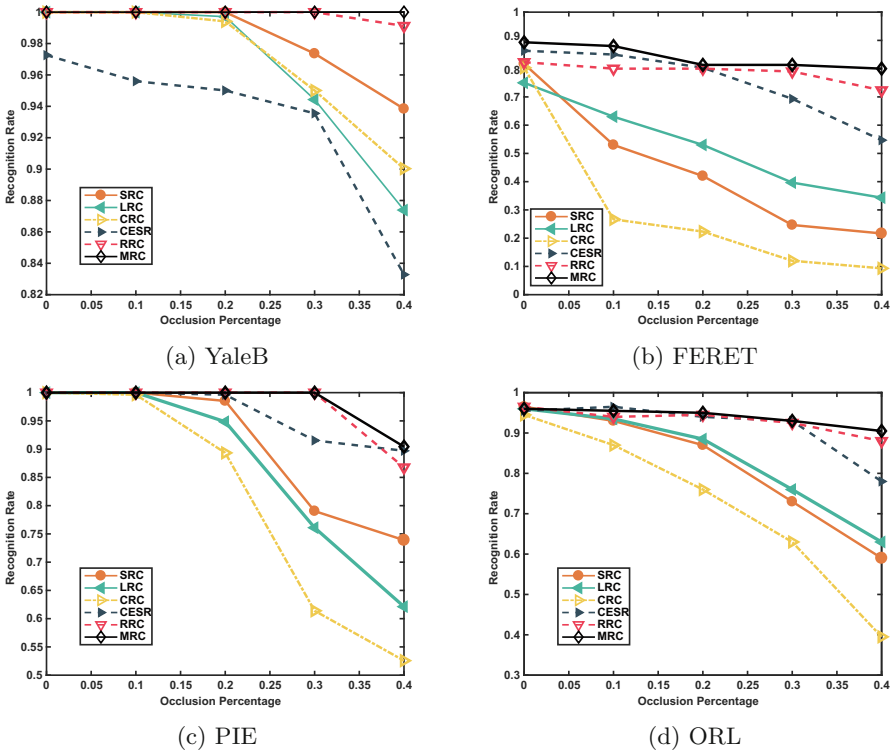 1
0.98
0.96
0.94
0.92
0.9
0.88
0.86
0.84
0.82
Recognition Rate
SRC
LRC
CRC
CESR
RRC
MRC
0 0.05 0.1 0.15 0.2 0.25 0.3 0.35 0.4
Occlusion Percentage
(a) YaleB
1
0.9
0.8
0.7
0.6
0.5
0.4
0.3
0.2
0.1
0
Recognition Rate
SRC
LRC
CRC
CESR
RRC
MRC
0 0.05 0.1 0.15 0.2 0.25 0.3 0.35 0.4
Occlusion Percentage
(b) FERET
1
0.95
0.9
0.85
0.8
0.75
0.7
0.65
0.6
0.55
0.5
Recognition Rate
SRC
LRC
CRC
CESR
RRC
MRC
0 0.05 0.1 0.15 0.2 0.25 0.3 0.35 0.4
Occlusion Percentage
(c) PIE
1
0.9
0.8
0.7
0.6
0.5
0.4
0.3
Recognition Rate
SRC
LRC
CRC
CESR
RRC
MRC
0 0.05 0.1 0.15 0.2 0.25 0.3 0.35 0.4
Occlusion Percentage
(d) ORL